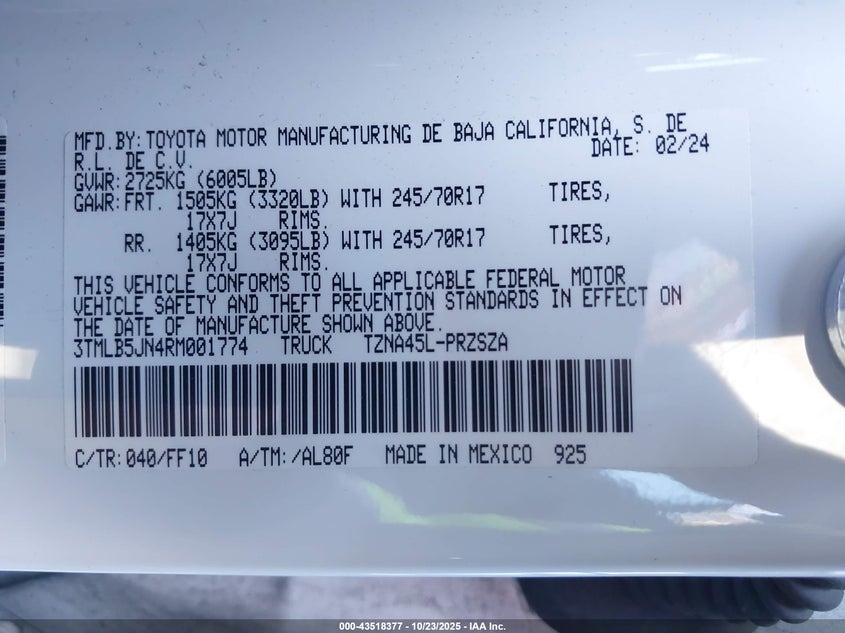 MFD.BY:TOYOTA MOTOR MANUFACTURING DE BAJA CALIFORNIA, S. DE
R.L. DE C.V.
DATE: 02/24
GVWR:2725KG (6005LB)
GAWR:FRT. 1505KG (3320LB) WITH 245/70R17 TIRES,
17X7J RIMS.
RR. 1405KG (3095LB) WITH 245/70R17 TIRES,
17X7J RIMS.
THIS VEHICLE CONFORMS TO ALL APPLICABLE FEDERAL MOTOR
VEHICLE SAFETY AND THEFT PREVENTION STANDARDS IN EFFECT ON
THE DATE OF MANUFACTURE SHOWN ABOVE.
3TMLB5JN4RM001774 TRUCK TZNA45L-PRZSZA
C/TR:040/FF10 A/TM:/AL80F MADE IN MEXICO 925
000-43518377 - 10/23/2025 - IAA Inc.